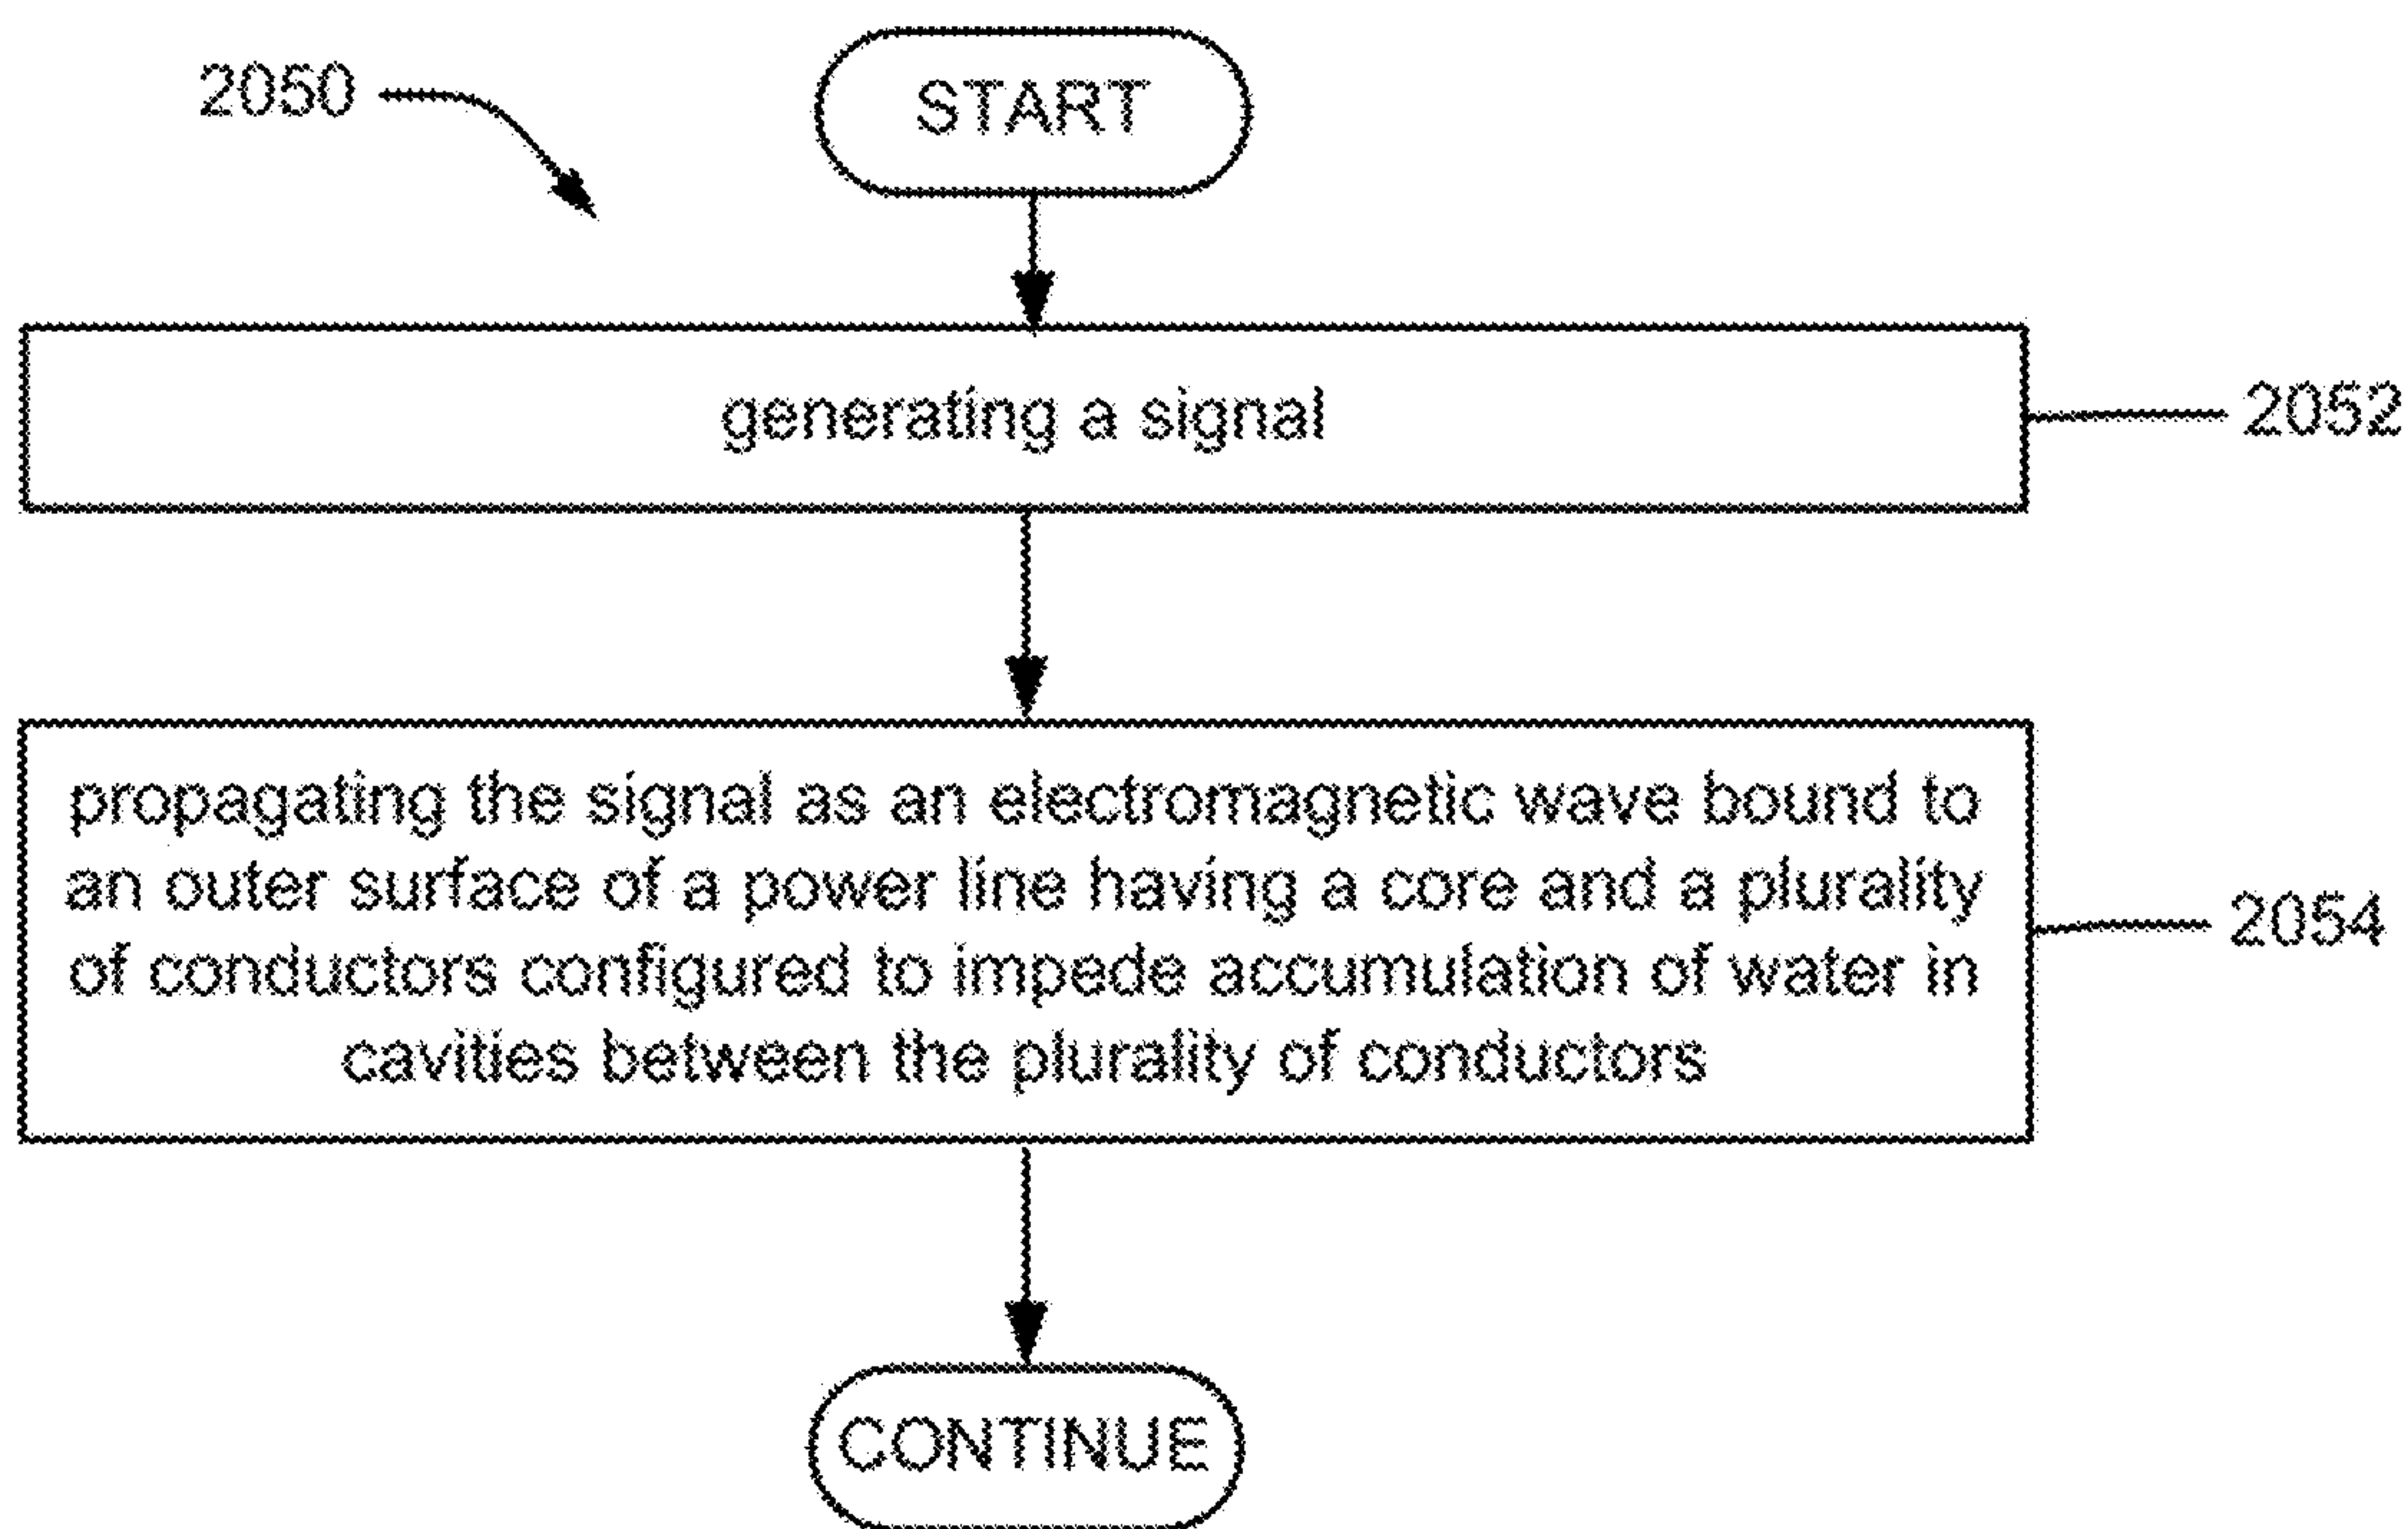 2050
START
generating a signal
2052
propagating the signal as an electromagnetic wave bound to
an outer surface of a power line having a core and a plurality
of conductors configured to impede accumulation of water in
cavities between the plurality of conductors
2054
CONTINUE